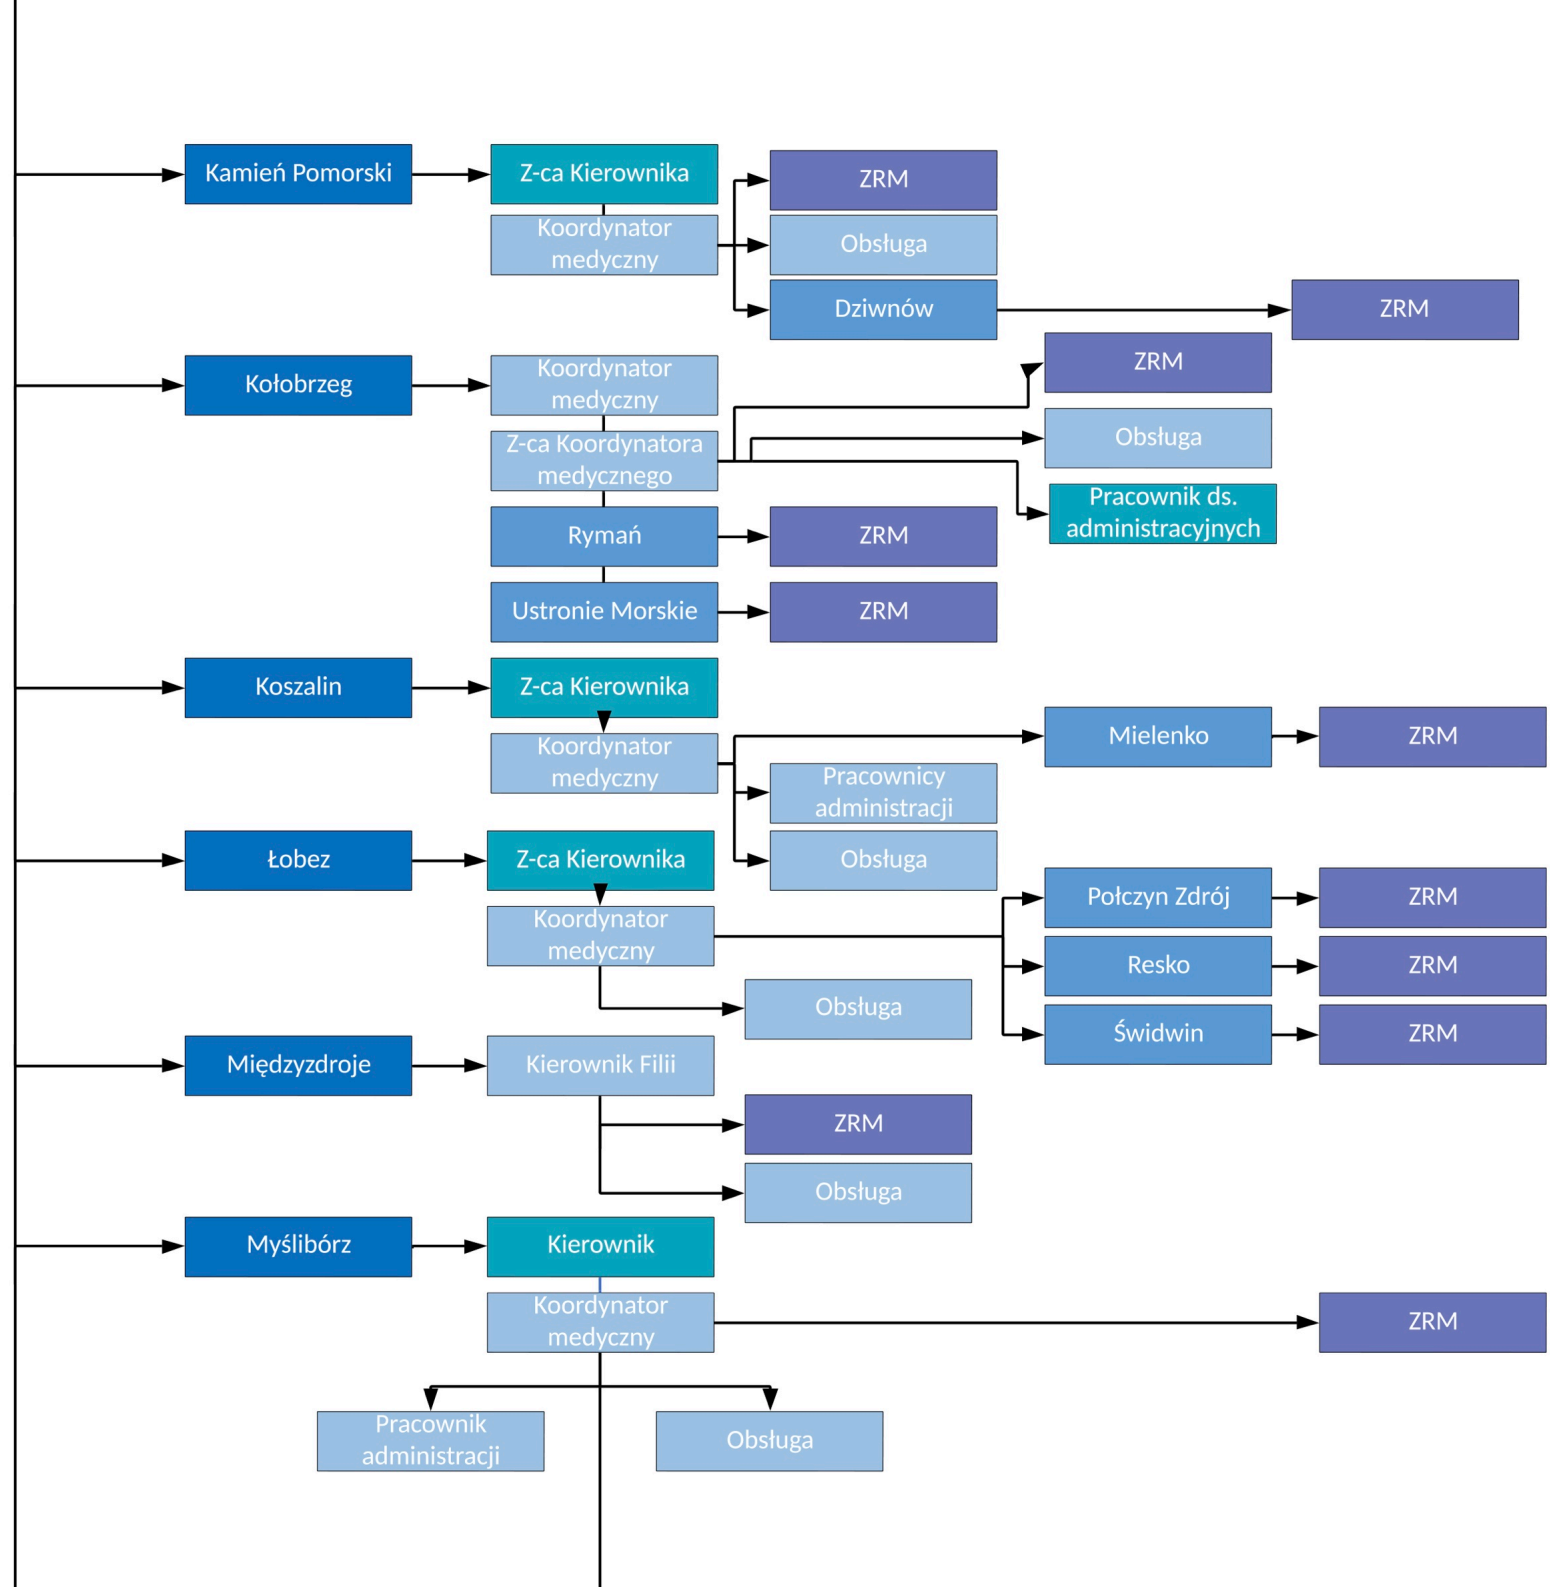 Kamień Pomorski
Z-ca Kierownika
ZRM
Koordynator
medyczny
Obsługa
Dziwnów
ZRM
Kołobrzeg
Koordynator
medyczny
ZRM
Z-ca Koordynatora
medycznego
Obsługa
Pracownik ds.
administracyjnych
Rymań
ZRM
Ustronie Morskie
ZRM
Koszalin
Z-ca Kierownika
Koordynator
medyczny
Mielenko
ZRM
Pracownicy
administracji
Obsługa
Łobez
Z-ca Kierownika
Koordynator
medyczny
Połczyn Zdrój
ZRM
Resko
ZRM
Obsługa
Świdwin
ZRM
Międzyzdroje
Kierownik Filii
ZRM
Obsługa
Myślibórz
Kierownik
Koordynator
medyczny
ZRM
Pracownik
administracji
Obsługa